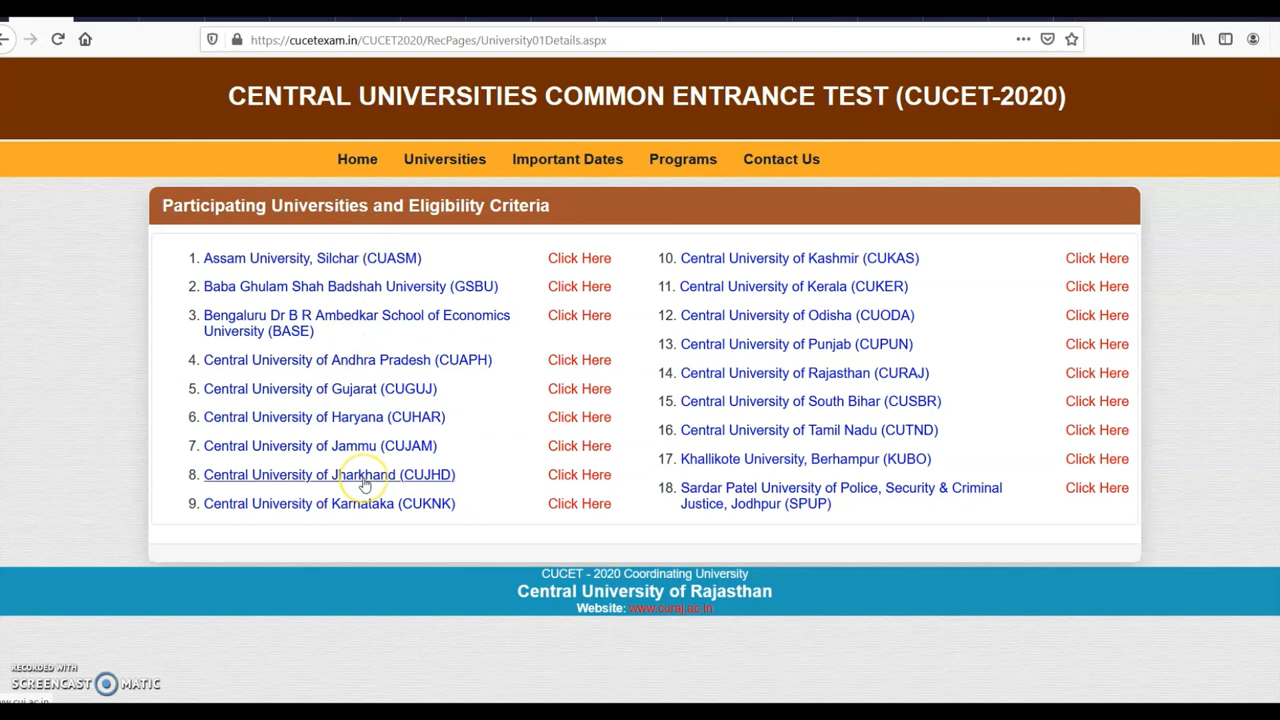 https://cucetexam.in/CUCET2020/RecPages/University01Details.aspx
CENTRAL UNIVERSITIES COMMON ENTRANCE TEST (CUCET-2020)
Home Universities Important Dates Programs Contact Us
Participating Universities and Eligibility Criteria
1. Assam University, Silchar (CUASM) Click Here
2. Baba Ghulam Shah Badshah University (GSBU) Click Here
3. Bengaluru Dr B R Ambedkar School of Economics Click Here
University (BASE)
4. Central University of Andhra Pradesh (CUAPH) Click Here
5. Central University of Gujarat (CUGUJ) Click Here
6. Central University of Haryana (CUHAR) Click Here
7. Central University of Jammu (CUJAM) Click Here
8. Central University of Jharkhand (CUJHD) Click Here
9. Central University of Karnataka (CUKNK) Click Here
10. Central University of Kashmir (CUKAS) Click Here
11. Central University of Kerala (CUKER) Click Here
12. Central University of Odisha (CUODA) Click Here
13. Central University of Punjab (CUPUN) Click Here
14. Central University of Rajasthan (CURAJ) Click Here
15. Central University of South Bihar (CUSBR) Click Here
16. Central University of Tamil Nadu (CUTND) Click Here
17. Khallikote University, Berhampur (KUBO) Click Here
18. Sardar Patel University of Police, Security & Criminal Click Here
Justice, Jodhpur (SPUP)
CUCET - 2020 Coordinating University
Central University of Rajasthan
Website: www.curaj.ac.in
RECORDED WITH
SCREENCAST MATIC